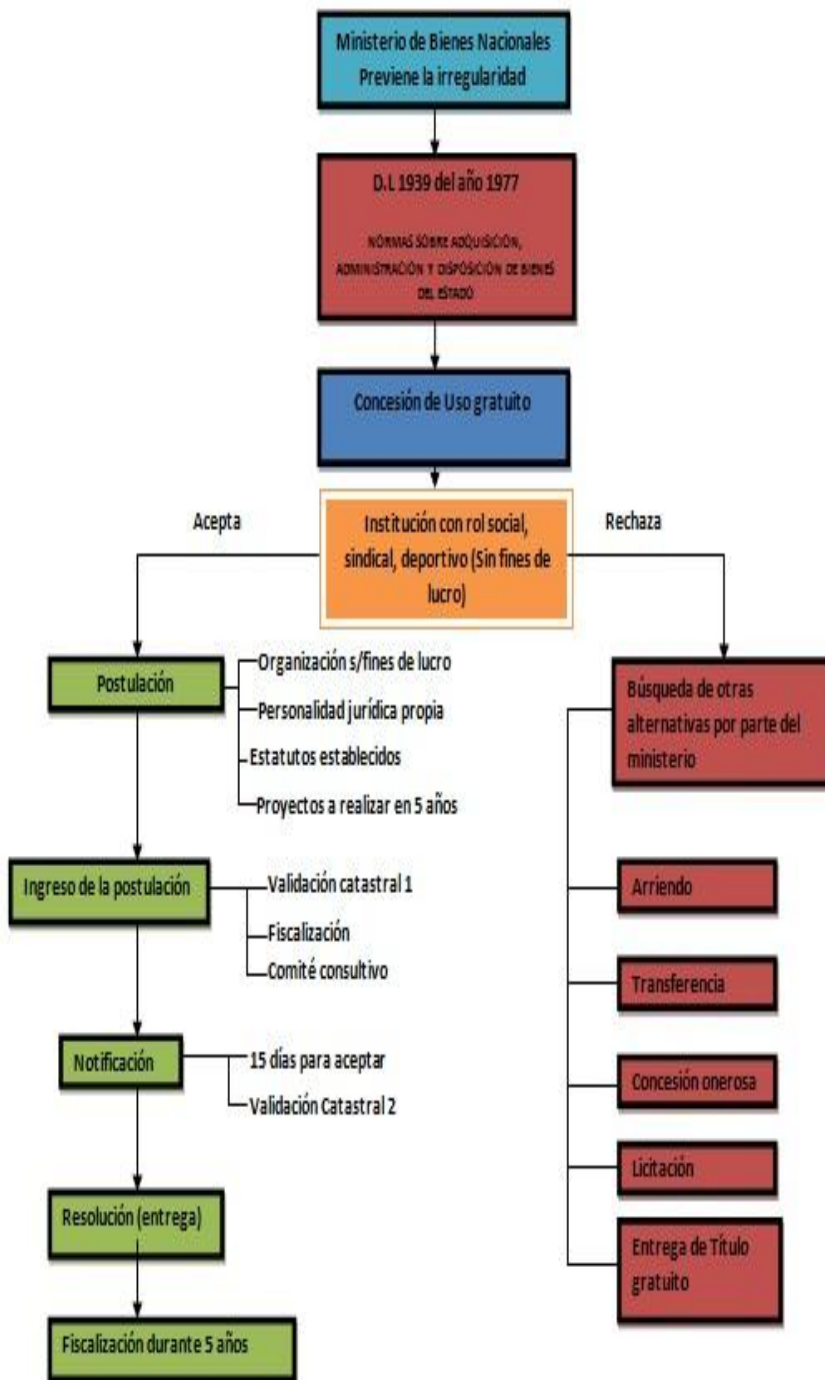 Ministerio de Bienes Nacionales
Previene la irregularidad
D.L 1939 del año 1977
NORMAS SOBRE ADQUISICIÓN,
ADMINISTRACIÓN Y DISPOSICIÓN DE BIENES
DEL ESTADO
Concesión de Uso gratuito
Institución con rol social,
sindical, deportivo (Sin fines de
lucro)
Acepta
Rechaza
Postulación
Organización s/fines de lucro
Personalidad jurídica propia
Estatutos establecidos
Proyectos a realizar en 5 años
Ingreso de la postulación
Validación catastral 1
Fiscalización
Comité consultivo
Notificación
15 días para aceptar
Validación Catastral 2
Resolución (entrega)
Fiscalización durante 5 años
Búsqueda de otras
alternativas por parte del
ministerio
Arriendo
Transferencia
Concesión onerosa
Licitación
Entrega de Título
gratuito